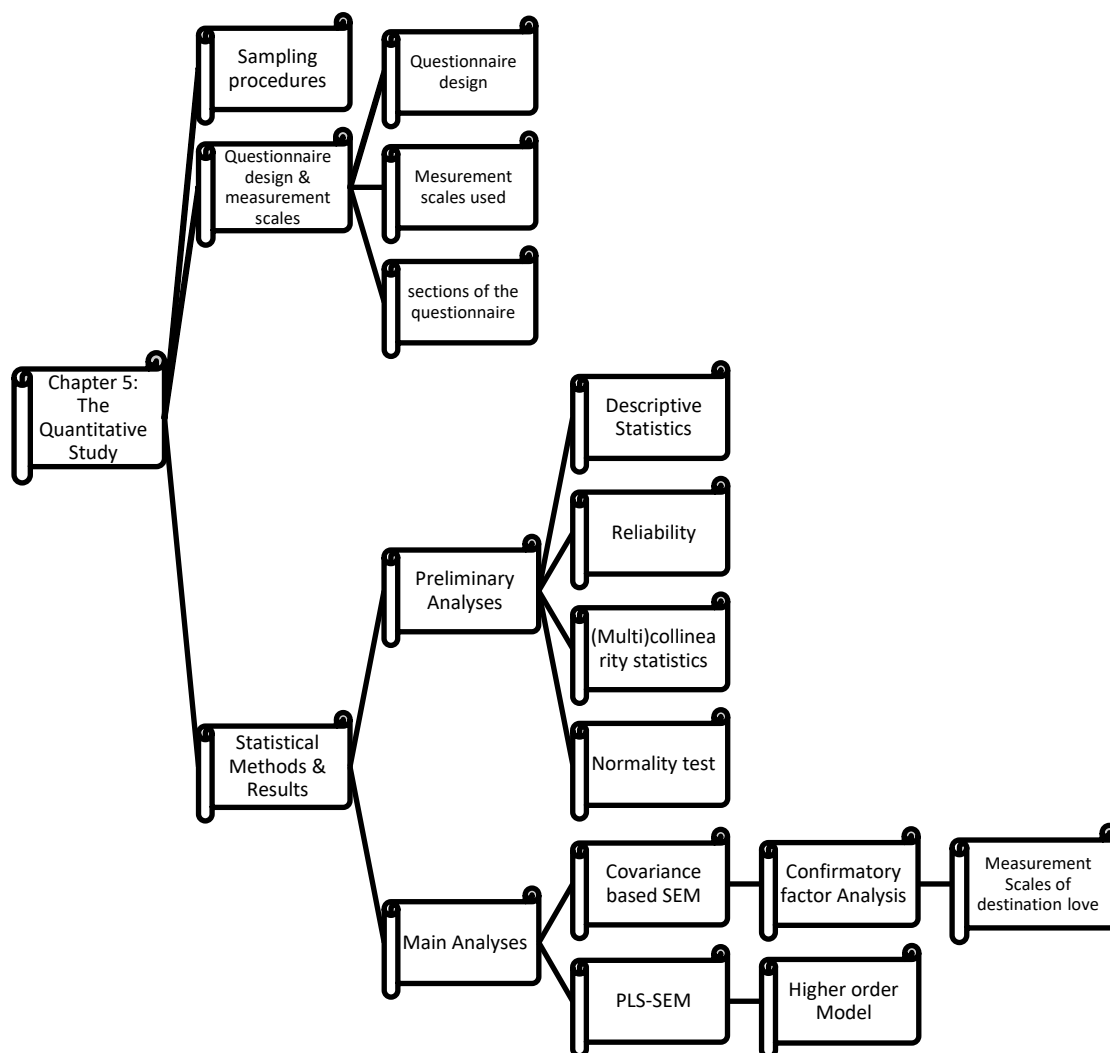 Sampling
procedures
Questionnaire
design
Questionnaire
design &
measurement
scales
Mesurement
scales used
sections of the
questionnaire
Chapter 5:
The
Quantitative
Study
Descriptive
Statistics
Reliability
Preliminary
Analyses
(Multi)collinea
rity statistics
Normality test
Statistical
Methods &
Results
Covariance
based SEM
Confirmatory
factor Analysis
Measurement
Scales of
destination love
Main Analyses
PLS-SEM
Higher order
Model